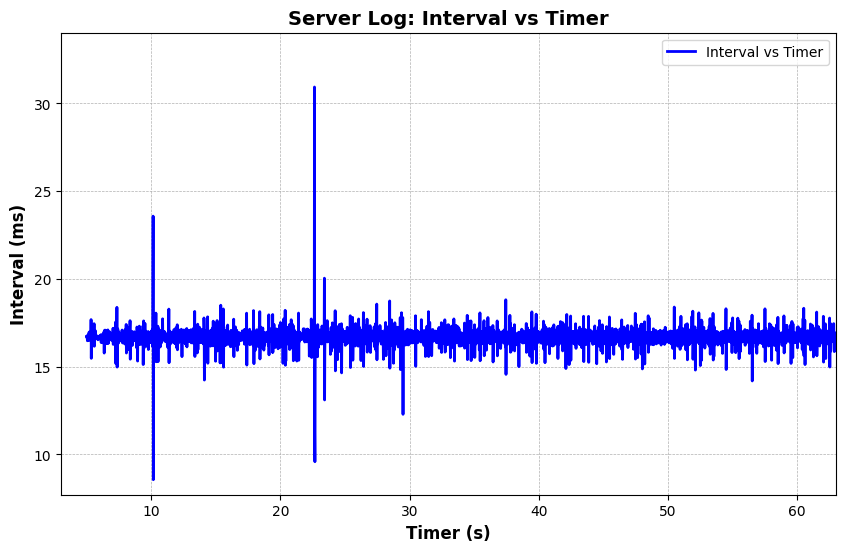 Server Log: Interval vs Timer
Interval vs Timer
Interval (ms)
30
25
20
15
10
10 20 30 40 50 60
Timer (s)